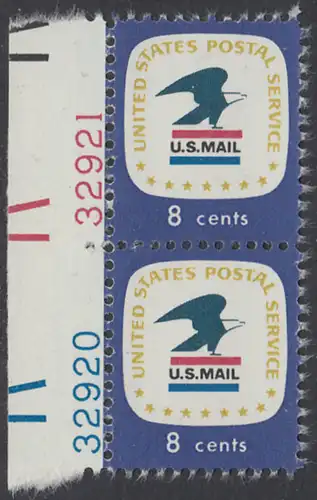 32921
UNITED STATES POSTAL SERVICE
U.S.MAIL
8 cents
32920
UNITED STATES POSTAL SERVICE
U.S.MAIL
8 cents